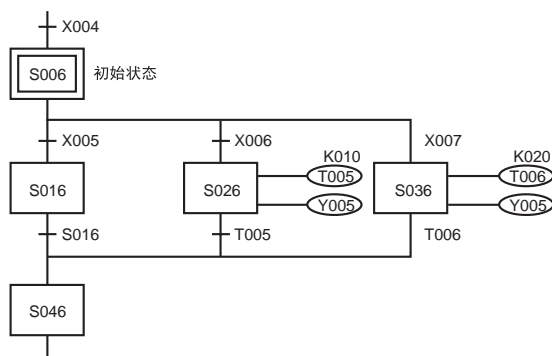 X004
S006 初始状态
X005 X006 X007
K010 K020
S016 S026 T005 S036 T006
Y005 Y005
S016 T005 T006
S046